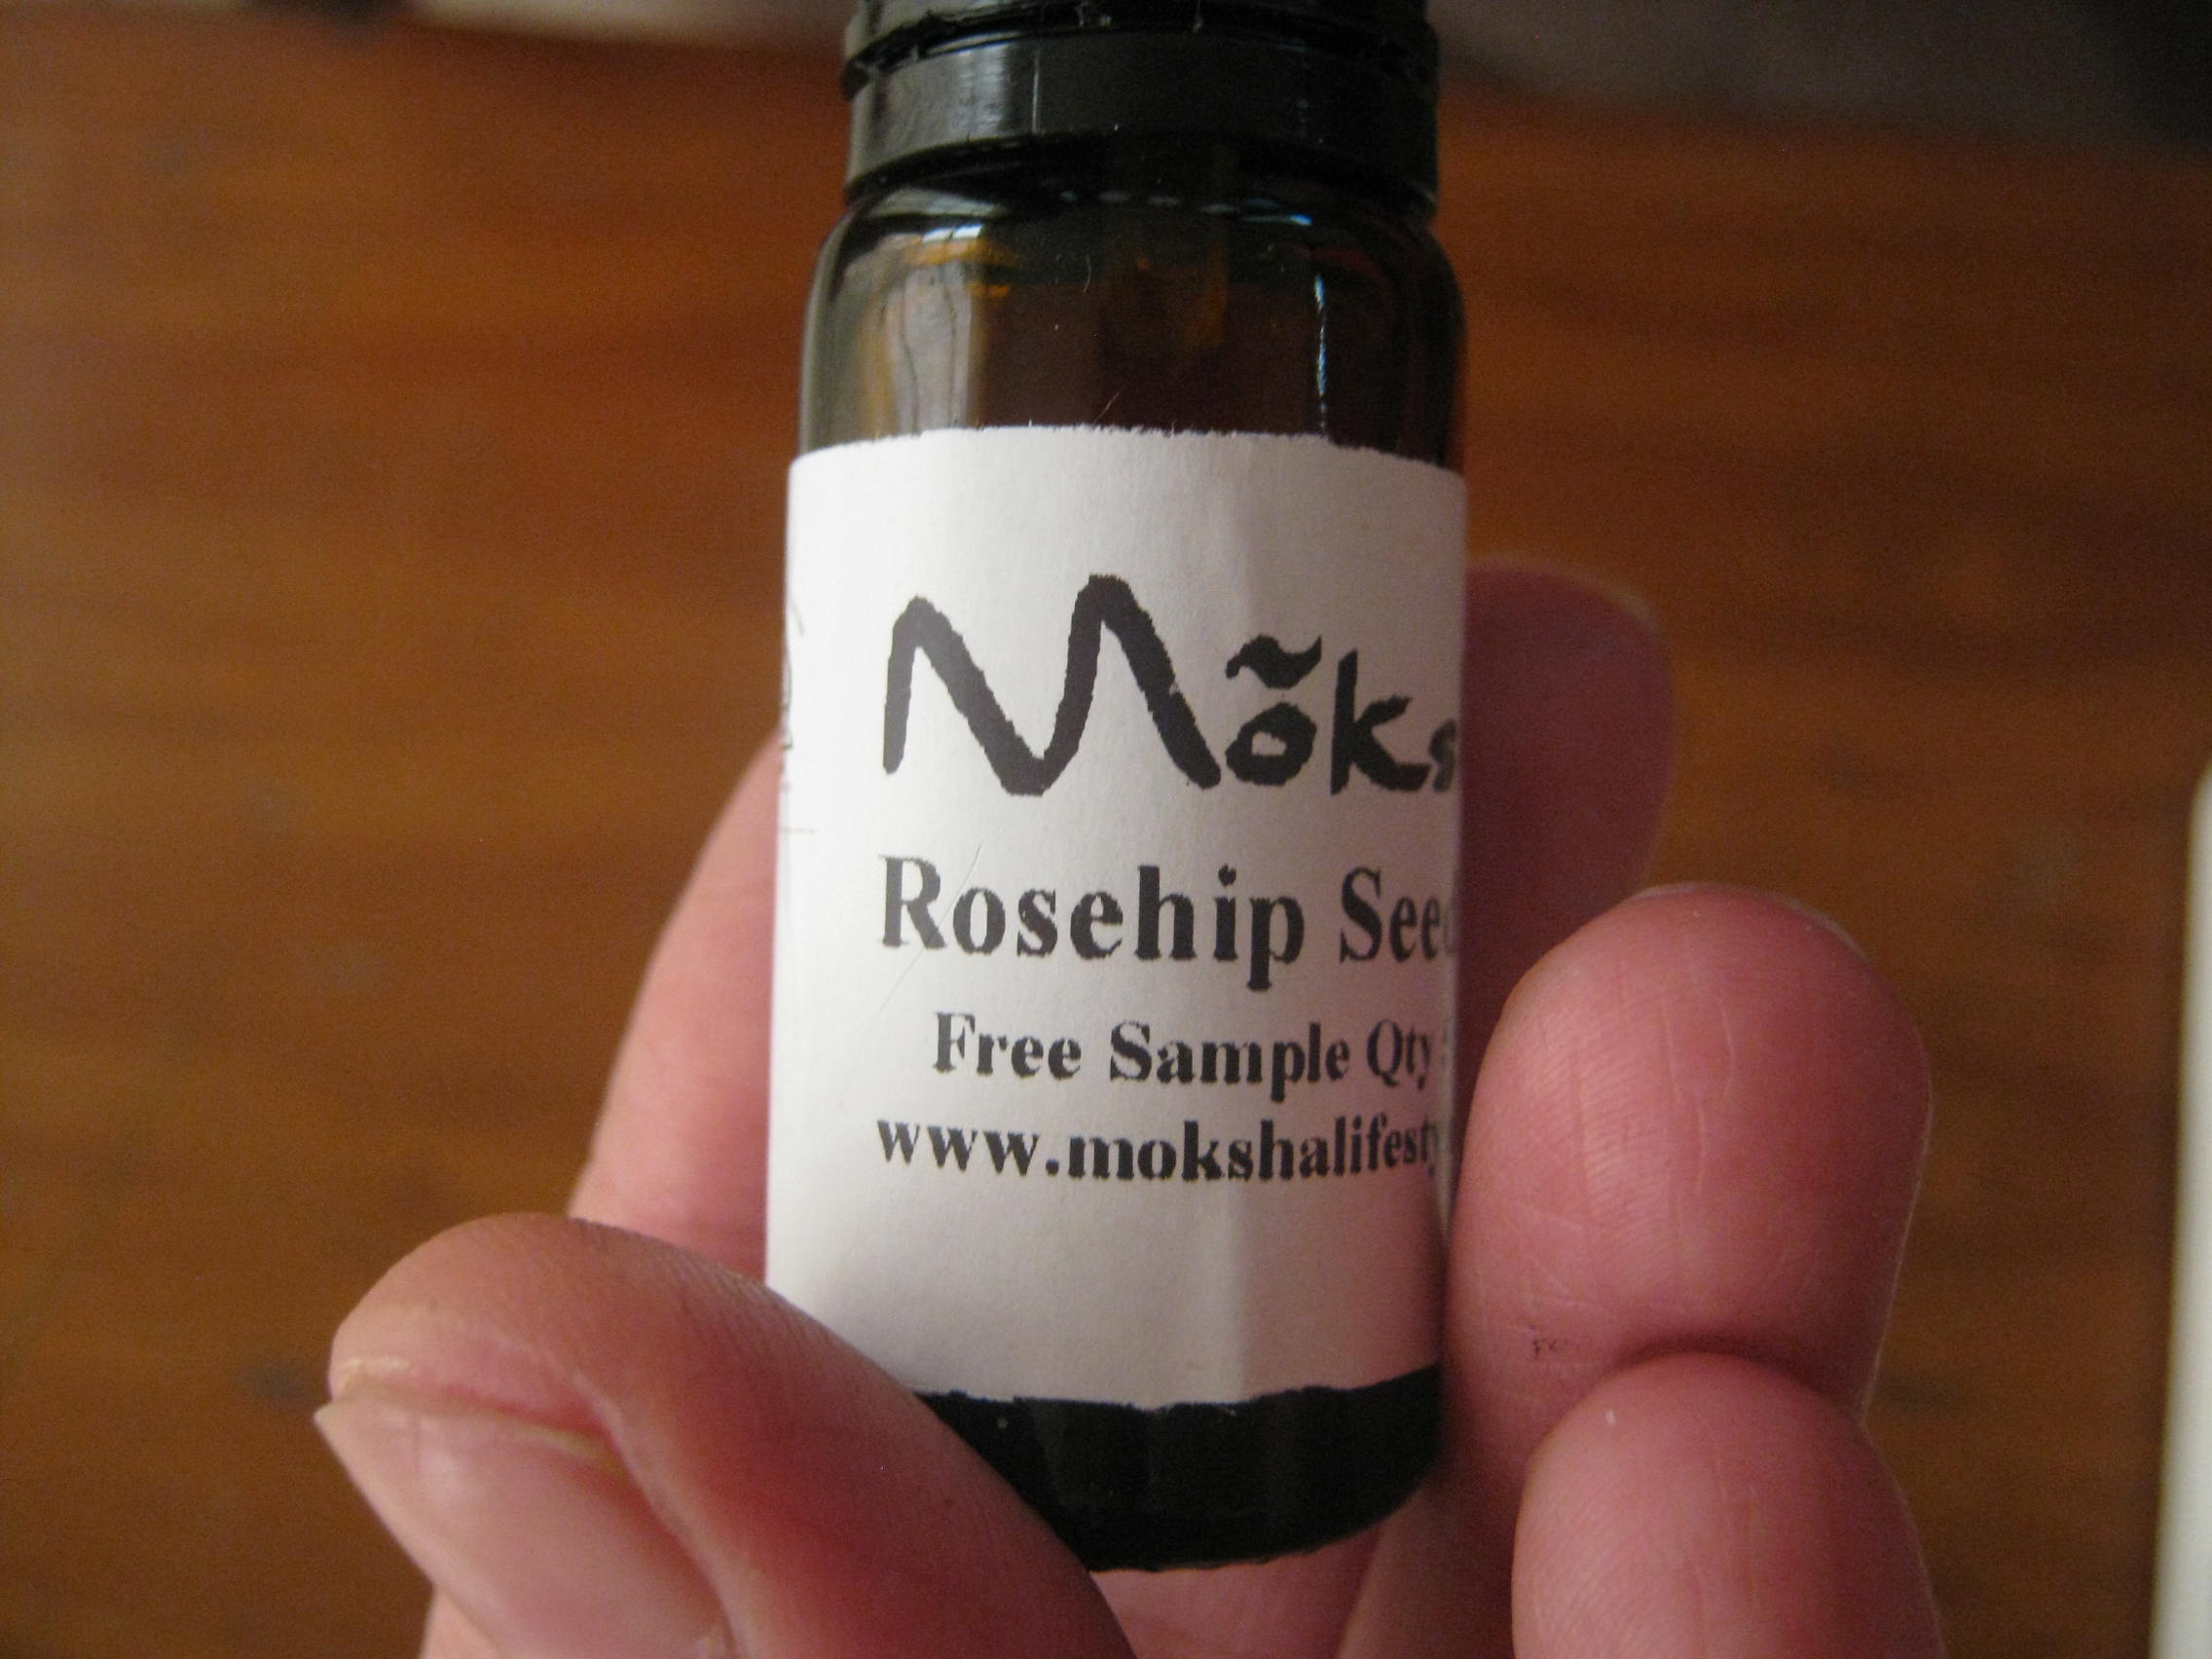 Mõks
Rosehip Seed
Free Sample Qty
www.mokshalifesty